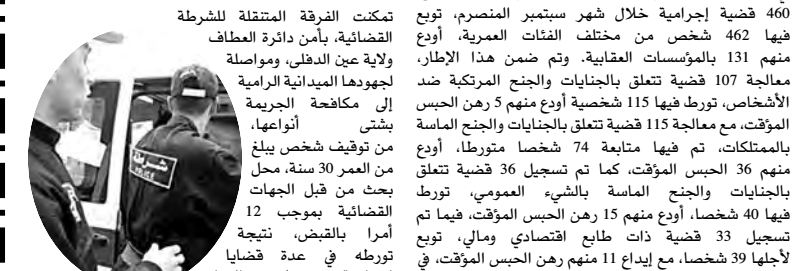 460 قضية إجرامية خلال شهر سبتمبر المنصرم، توبع
فيها 462 شخص من مختلف الفئات العمرية، أودع
منهم 131 بالمؤسسات العقابية. وتم ضمن هذا الإطار،
معالجة 107 قضية تتعلق بالجنايات والجنح المرتكبة ضد
الأشخاص، تورط فيها 115 شخصية أودع منهم 5 رهن الحبس
المؤقت، مع معالجة 115 قضية تتعلق بالجنايات والجنح الماسة
بالممتلكات، تم فيها متابعة 74 شخصا متورطا، أودع
منهم 36 الحبس المؤقت، كما تم تسجيل 36 قضية تتعلق
بالجنايات والجنح الماسة بالشيء العمومي، تورط
فيها 40 شخصا، أودع منهم 15 رهن الحبس المؤقت، فيما تم
تسجيل 33 قضية ذات طابع اقتصادي ومالي، توبع
لأجلها 39 شخصا، مع إيداع 11 منهم رهن الحبس المؤقت، في
تمكنت الفرقة المتنقلة للشرطة
القضائية، بأمن دائرة العطاف
ولاية عين الدفلى، ومواصلة
لجهودها الميدانية الرامية
إلى مكافحة الجريمة
بشتى أنواعها،
من توقيف شخص يبلغ
من العمر 30 سنة، محل
بحث من قبل الجهات
القضائية بموجب 12
أمرا بالقبض، نتيجة
تورطه في عدة قضايا
شرطة
POLICE